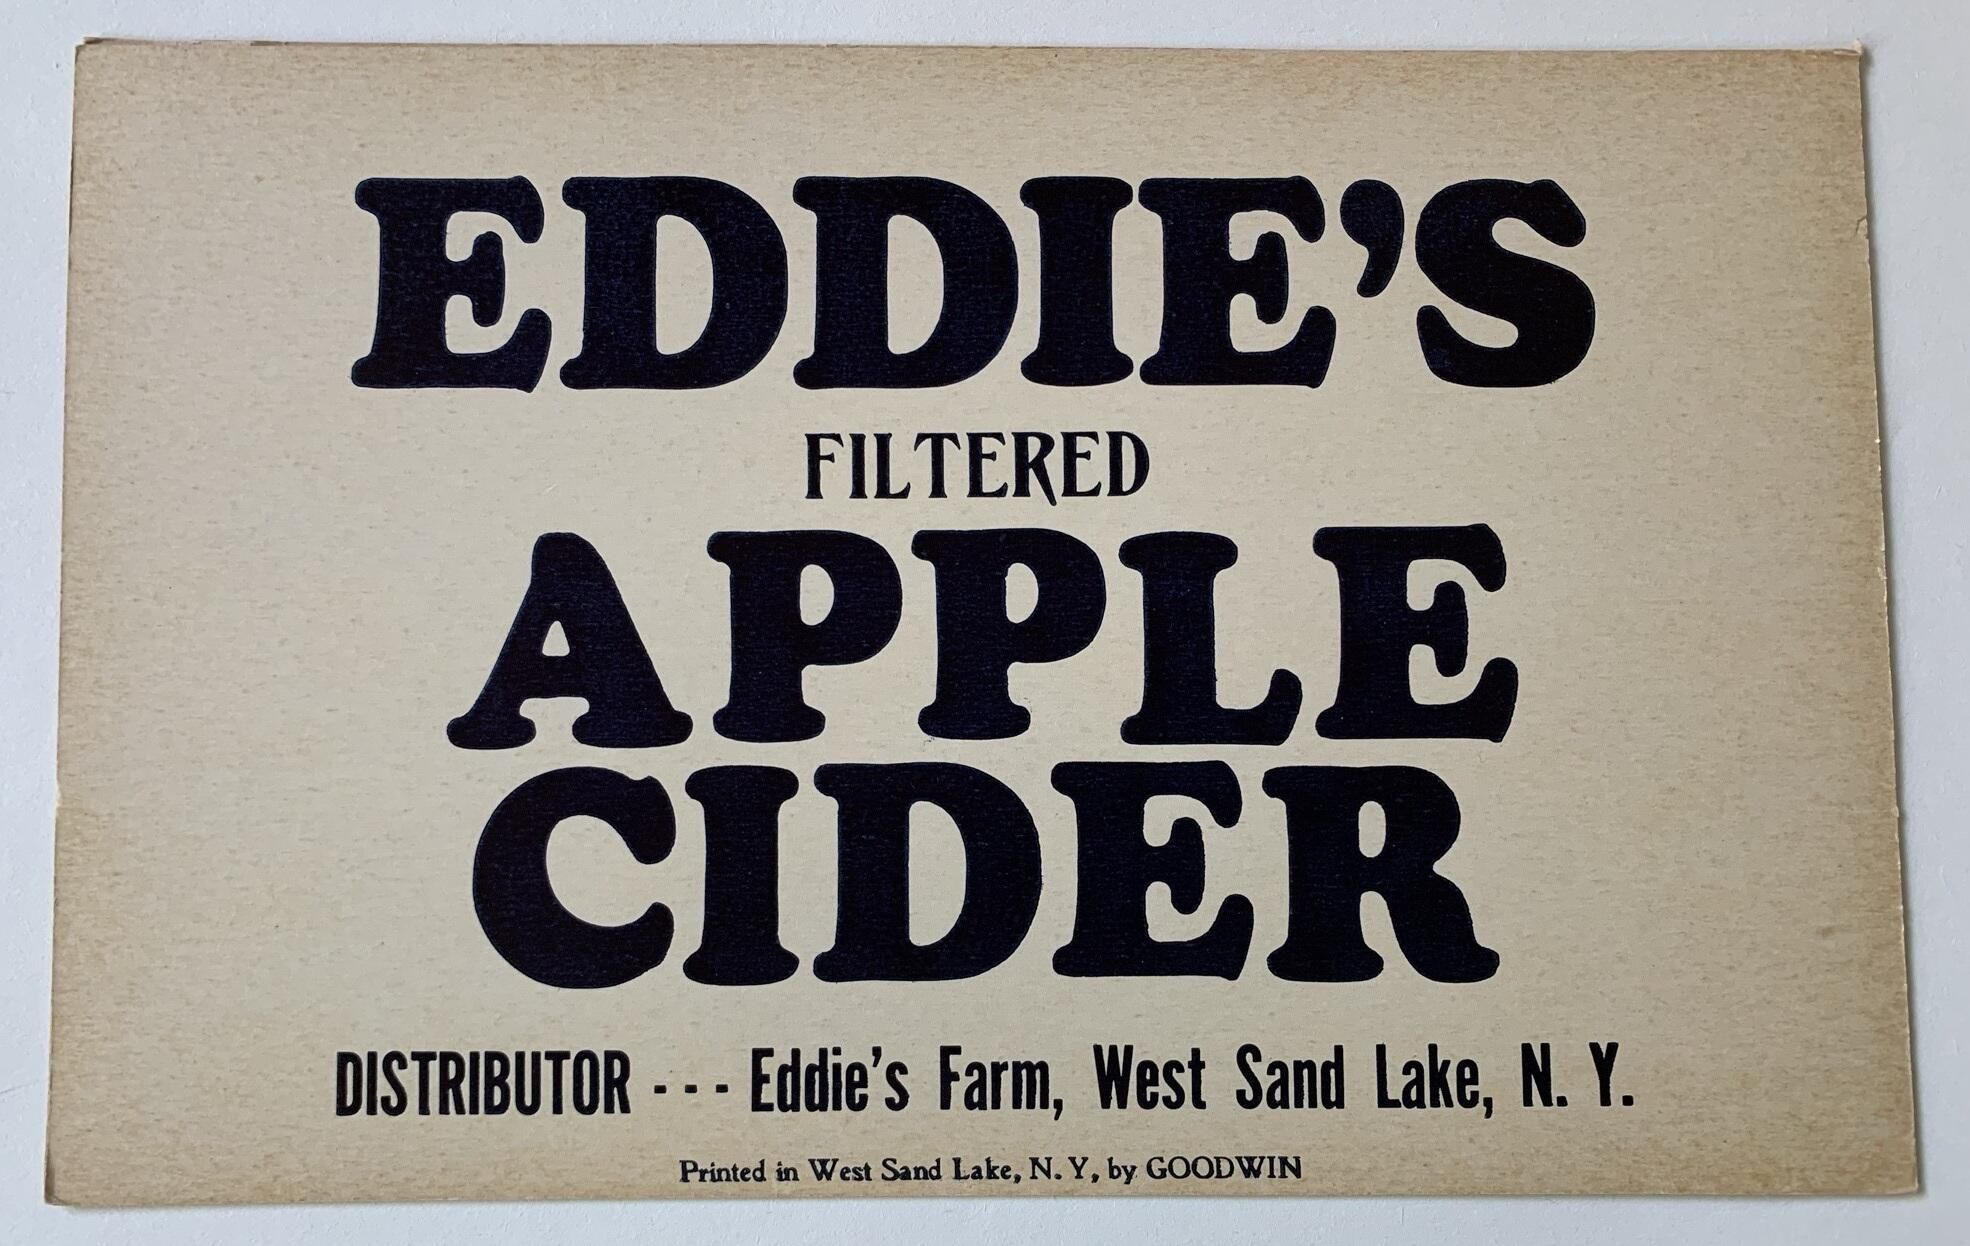 EDDIE'S
FILTERED
APPLE
CIDER
DISTRIBUTOR - - - Eddie's Farm, West Sand Lake, N. Y.
Printed in West Sand Lake, N. Y, by GOODWIN